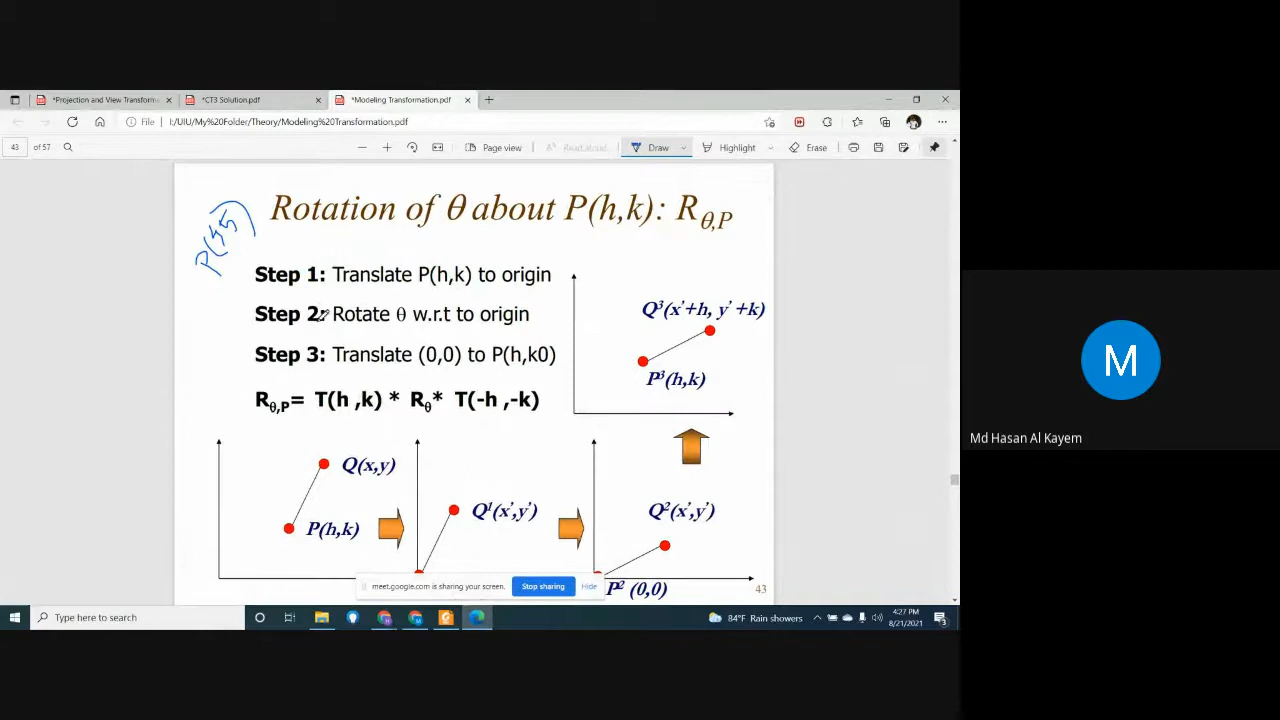 *Projection and View Transforma
*CT3 Solution.pdf
*Modeling Transformation.pdf
File
I:/UIU/My%20Folder/Theory/Modeling%20Transformation.pdf
43 of 57
Page view
Read aloud
Draw
Highlight
Erase
Rotation of θ about P(h,k): Rθ,P
Step 1: Translate P(h,k) to origin
Step 2: Rotate θ w.r.t to origin
Step 3: Translate (0,0) to P(h,k0)
Rθ,P= T(h ,k) * Rθ* T(-h ,-k)
Q³(x'+h, y'+k)
P³(h,k)
Q(x,y)
P(h,k)
Q¹(x',y')
Q²(x',y')
P² (0,0)
43
meet.google.com is sharing your screen.
Stop sharing
Hide
Type here to search
84°F Rain showers
4:27 PM
8/21/2021
3
M
Md Hasan Al Kayem